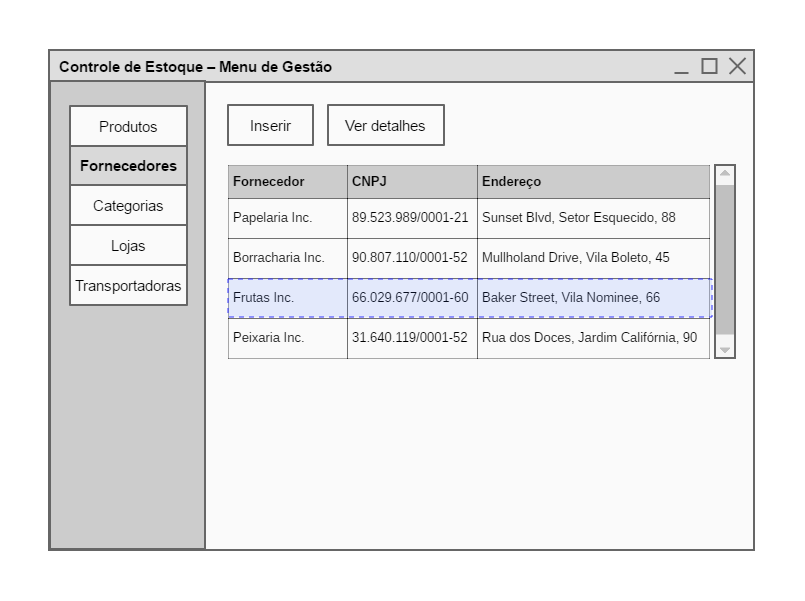 Controle de Estoque – Menu de Gestão
Produtos
Fornecedores
Categorias
Lojas
Transportadoras
Inserir
Ver detalhes
Fornecedor CNPJ Endereço
Papelaria Inc. 89.523.989/0001-21 Sunset Blvd, Setor Esquecido, 88
Borracharia Inc. 90.807.110/0001-52 Mullholand Drive, Vila Boleto, 45
Frutas Inc. 66.029.677/0001-60 Baker Street, Vila Nominee, 66
Peixaria Inc. 31.640.119/0001-52 Rua dos Doces, Jardim Califórnia, 90